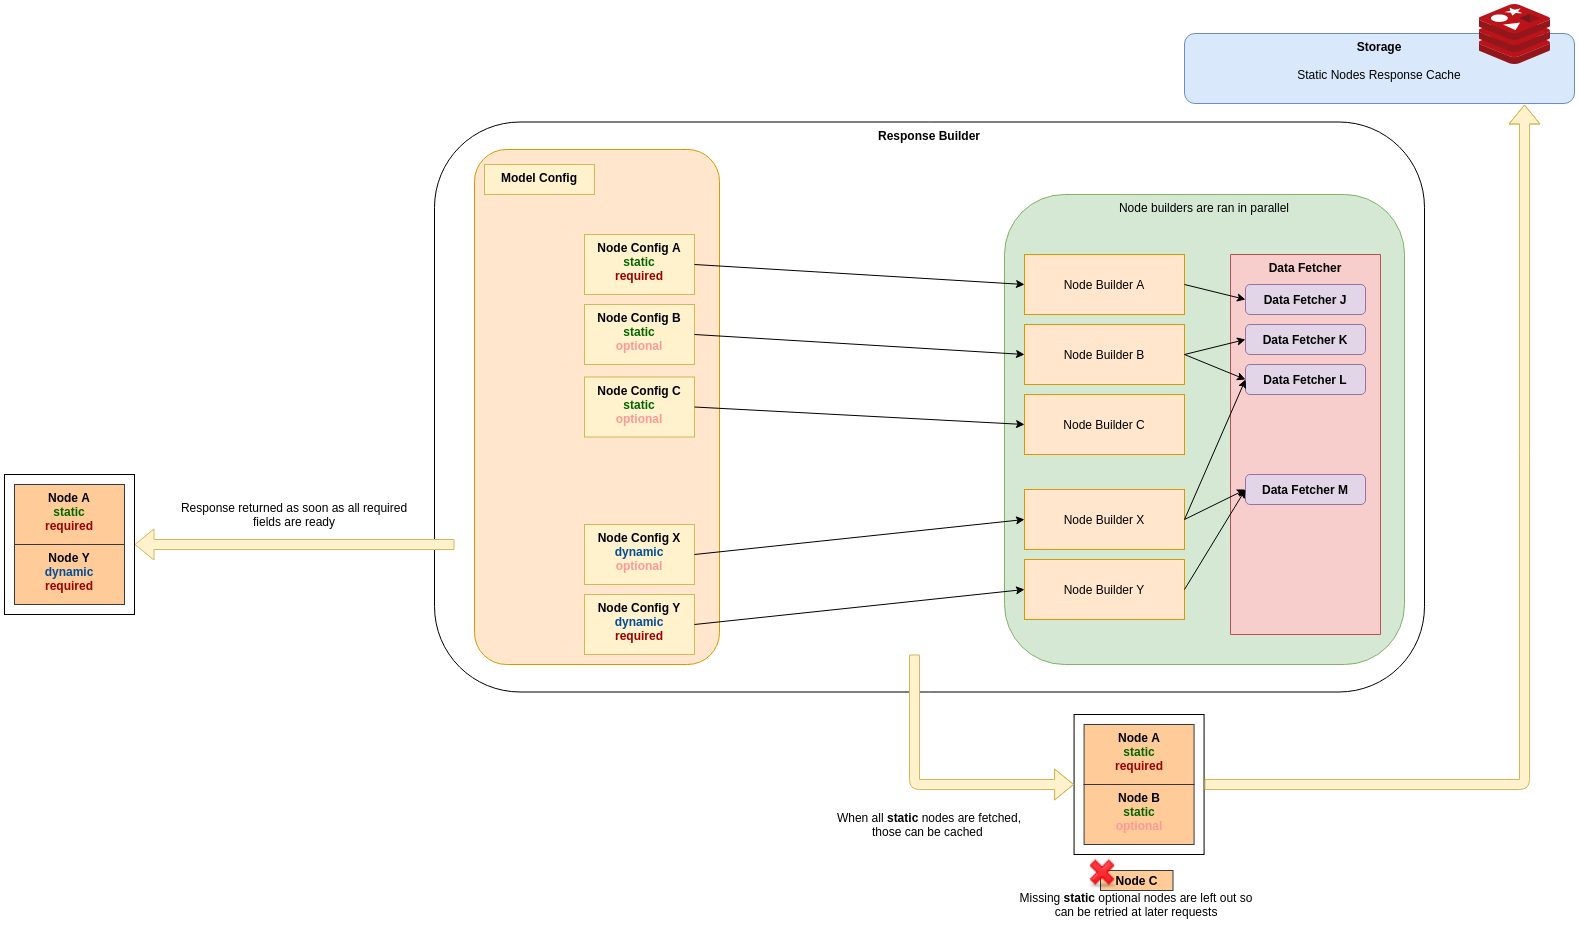 Storage
Static Nodes Response Cache
Response Builder
Model Config
Node Config A
static
required
Node Config B
static
optional
Node Config C
static
optional
Node Config X
dynamic
optional
Node Config Y
dynamic
required
Node builders are ran in parallel
Node Builder A
Node Builder B
Node Builder C
Node Builder X
Node Builder Y
Data Fetcher
Data Fetcher J
Data Fetcher K
Data Fetcher L
Data Fetcher M
Response returned as soon as all required
fields are ready
Node A
static
required
Node Y
dynamic
required
When all static nodes are fetched,
those can be cached
Node A
static
required
Node B
static
optional
Node C
Missing static optional nodes are left out so
can be retried at later requests